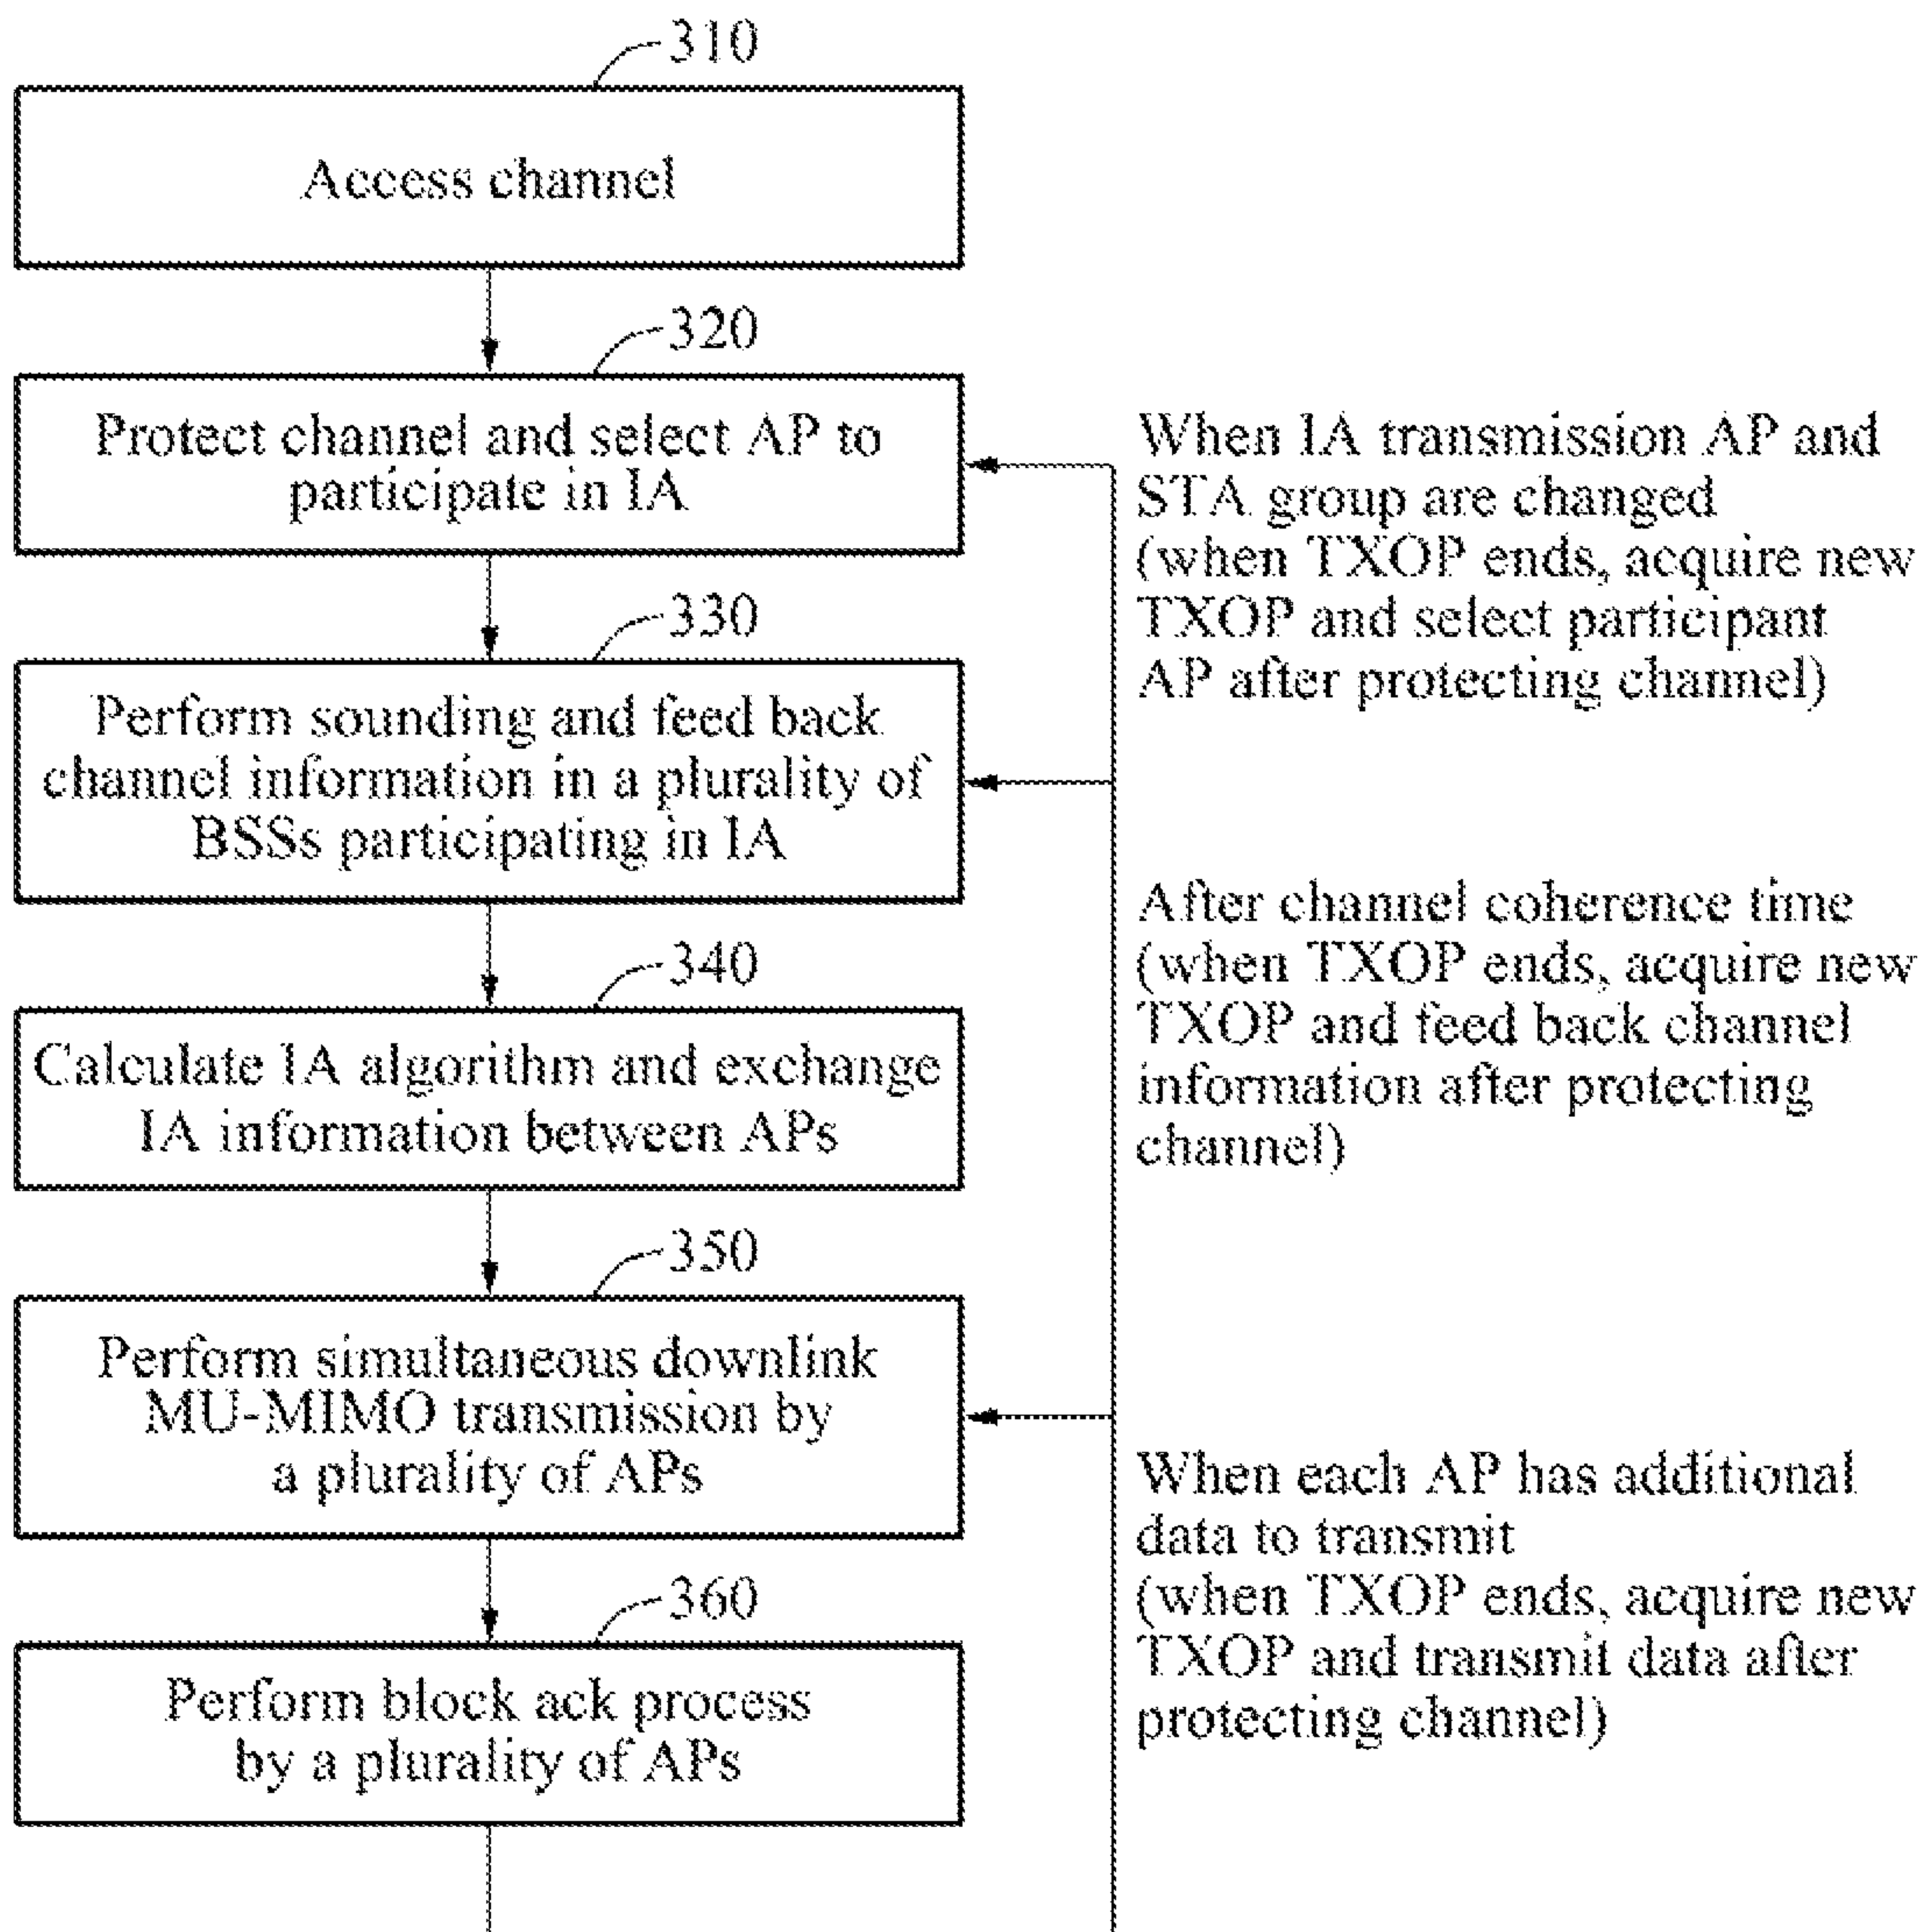 310
Access channel
320
Protect channel and select AP to
participate in IA
When IA transmission AP and
STA group are changed
(when TXOP ends, acquire new
TXOP and select participant
AP after protecting channel)
330
Perform sounding and feed back
channel information in a plurality of
BSSs participating in IA
After channel coherence time
(when TXOP ends, acquire new
TXOP and feed back channel
information after protecting
channel)
340
Calculate IA algorithm and exchange
IA information between APs
350
Perform simultaneous downlink
MU-MIMO transmission by
a plurality of APs
When each AP has additional
data to transmit
(when TXOP ends, acquire new
TXOP and transmit data after
protecting channel)
360
Perform block ack process
by a plurality of APs